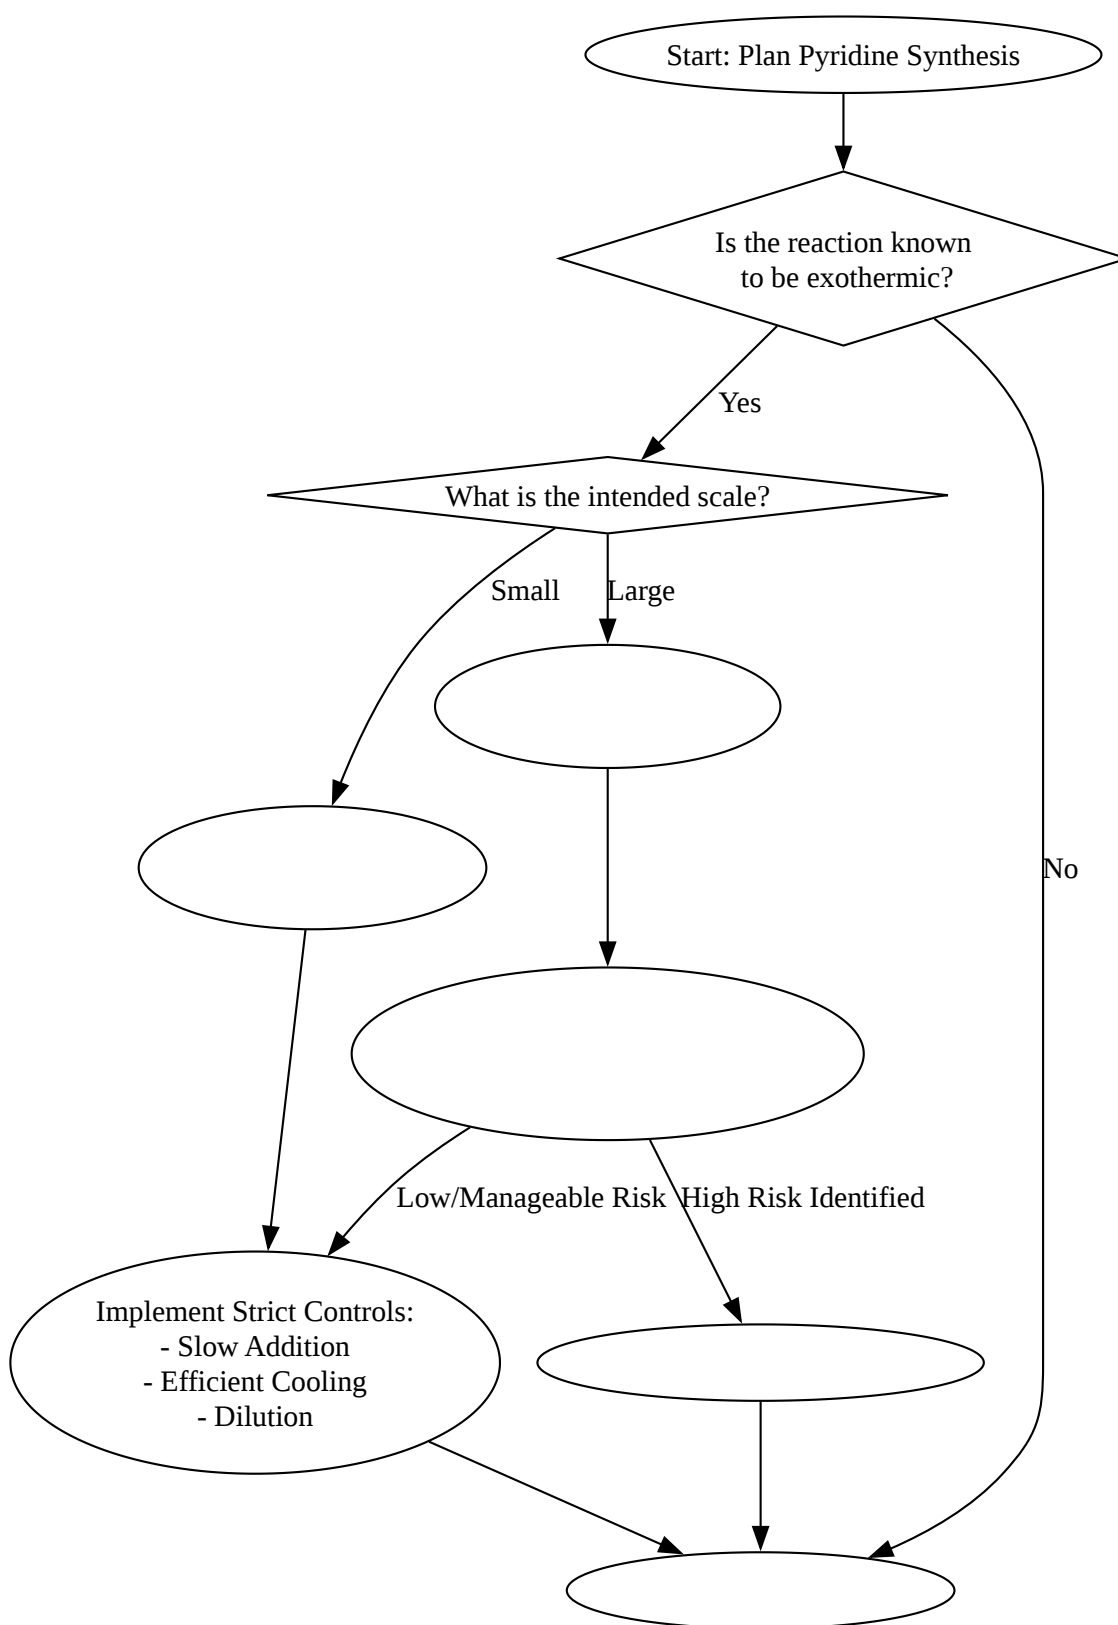 Start: Plan Pyridine Synthesis
Is the reaction known
to be exothermic?
Yes
What is the intended scale?
Small
Large
No
Low/Manageable Risk
High Risk Identified
Implement Strict Controls:
- Slow Addition
- Efficient Cooling
- Dilution